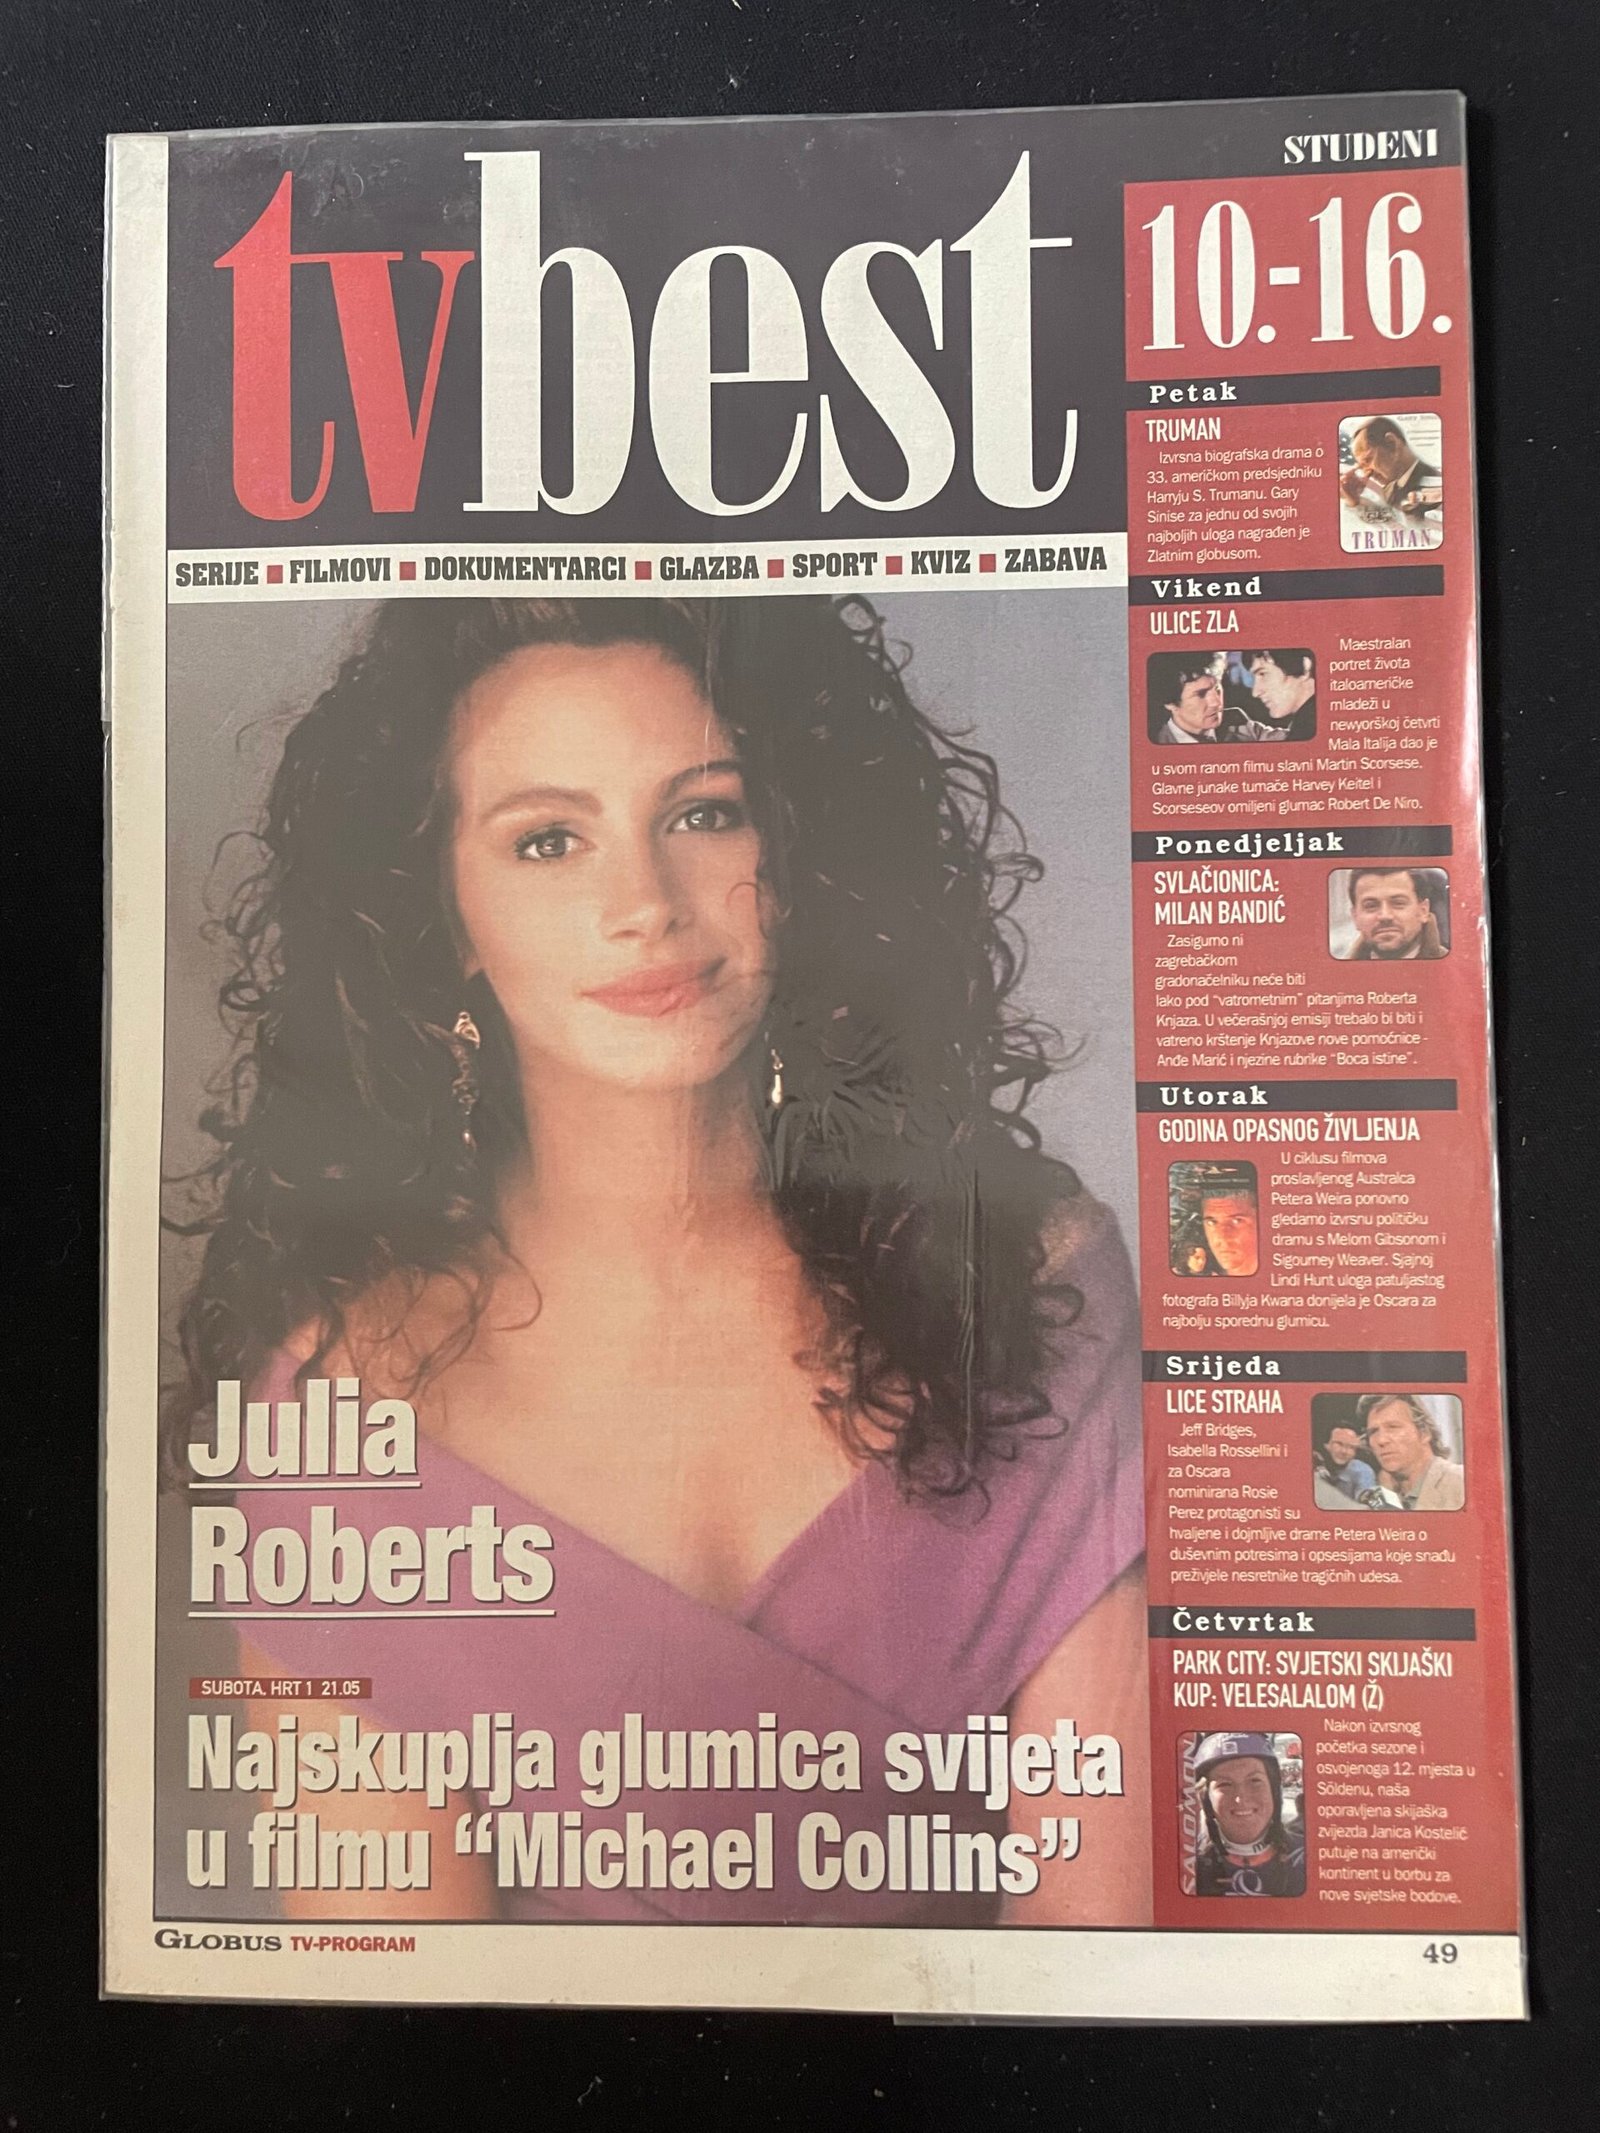 tvbest
STUDENI
10.-16.
SERIJE ■ FILMOVI ■ DOKUMENTARCI ■ GLAZBA ■ SPORT ■ KVIZ ■ ZABAVA
Julia
Roberts
SUBOTA. HRT 1 21.05
Najskuplja glumica svijeta
u filmu “Michael Collins”
Petak
TRUMAN
Izvrsna biografska drama o
33. američkom predsjedniku
Harryju S. Trumanu. Gary
Sinise za jednu od svojih
najboljih uloga nagrađen je
Zlatnim globusom.
TRUMAN
Vikend
ULICE ZLA
Maestralan
portret života
italoameričke
mladeži u
newyorškoj četvrti
Mala Italija dao je
u svom ranom filmu slavni Martin Scorsese.
Glavne junake tumače Harvey Keitel i
Scorseseov omiljeni glumac Robert De Niro.
Ponedjeljak
SVLAČIONICA:
MILAN BANDIĆ
Zasigurno ni
zagrebačkom
gradonačelniku neće biti
lako pod “vatrometnim” pitanjima Roberta
Knjaza. U večerašnjoj emisiji trebalo bi biti i
vatreno krštenje Knjazove nove pomoćnice -
Anđe Marić i njezine rubrike “Boca istine”.
Utorak
GODINA OPASNOG ŽIVLJENJA
U ciklusu filmova
proslavljenog Australca
Petera Weira ponovno
gledamo izvrsnu političku
dramu s Melom Gibsonom i
Sigourney Weaver. Sjajnoj
Lindi Hunt uloga patuljastog
fotografa Billyja Kwana donijela je Oscara za
najbolju sporednu glumicu.
Srijeda
LICE STRAHA
Jeff Bridges,
Isabella Rossellini i
za Oscara
nominirana Rosie
Perez protagonisti su
hvaljene i dojmljive drame Petera Weira o
duševnim potresima i opsesijama koje snađu
preživjele nesretnike tragičnih udesa.
Četvrtak
PARK CITY: SVJETSKI SKIJAŠKI
KUP: VELESALALOM (Ž)
Nakon izvrsnog
početka sezone i
osvojenoga 12. mjesta u
Söldenu, naša
oporavljena skijaška
zvijezda Janica Kostelić
putuje na američki
kontinent u borbu za
nove svjetske bodove.
SALOMON
GLOBUS TV-PROGRAM
49